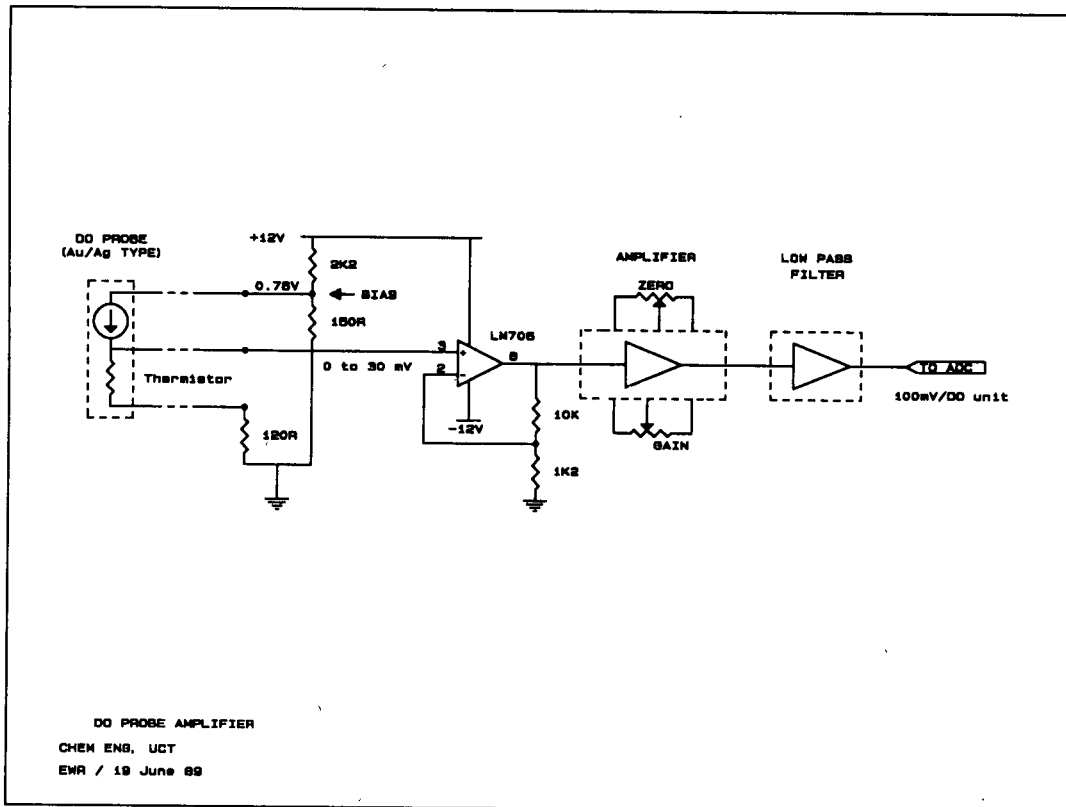 DO PROBE
(Au/Ag TYPE)
+12V
2K2
0.76V
BIAS
150R
AMPLIFIER
ZERO
LOW PASS
FILTER
LM706
3
+
6
2
-
0 to 30 mV
Thermistor
TO ADC
100mV/DO unit
-12V
10K
GAIN
120R
1K2
DO PROBE AMPLIFIER
CHEM ENG, UCT
EWR / 19 June 89